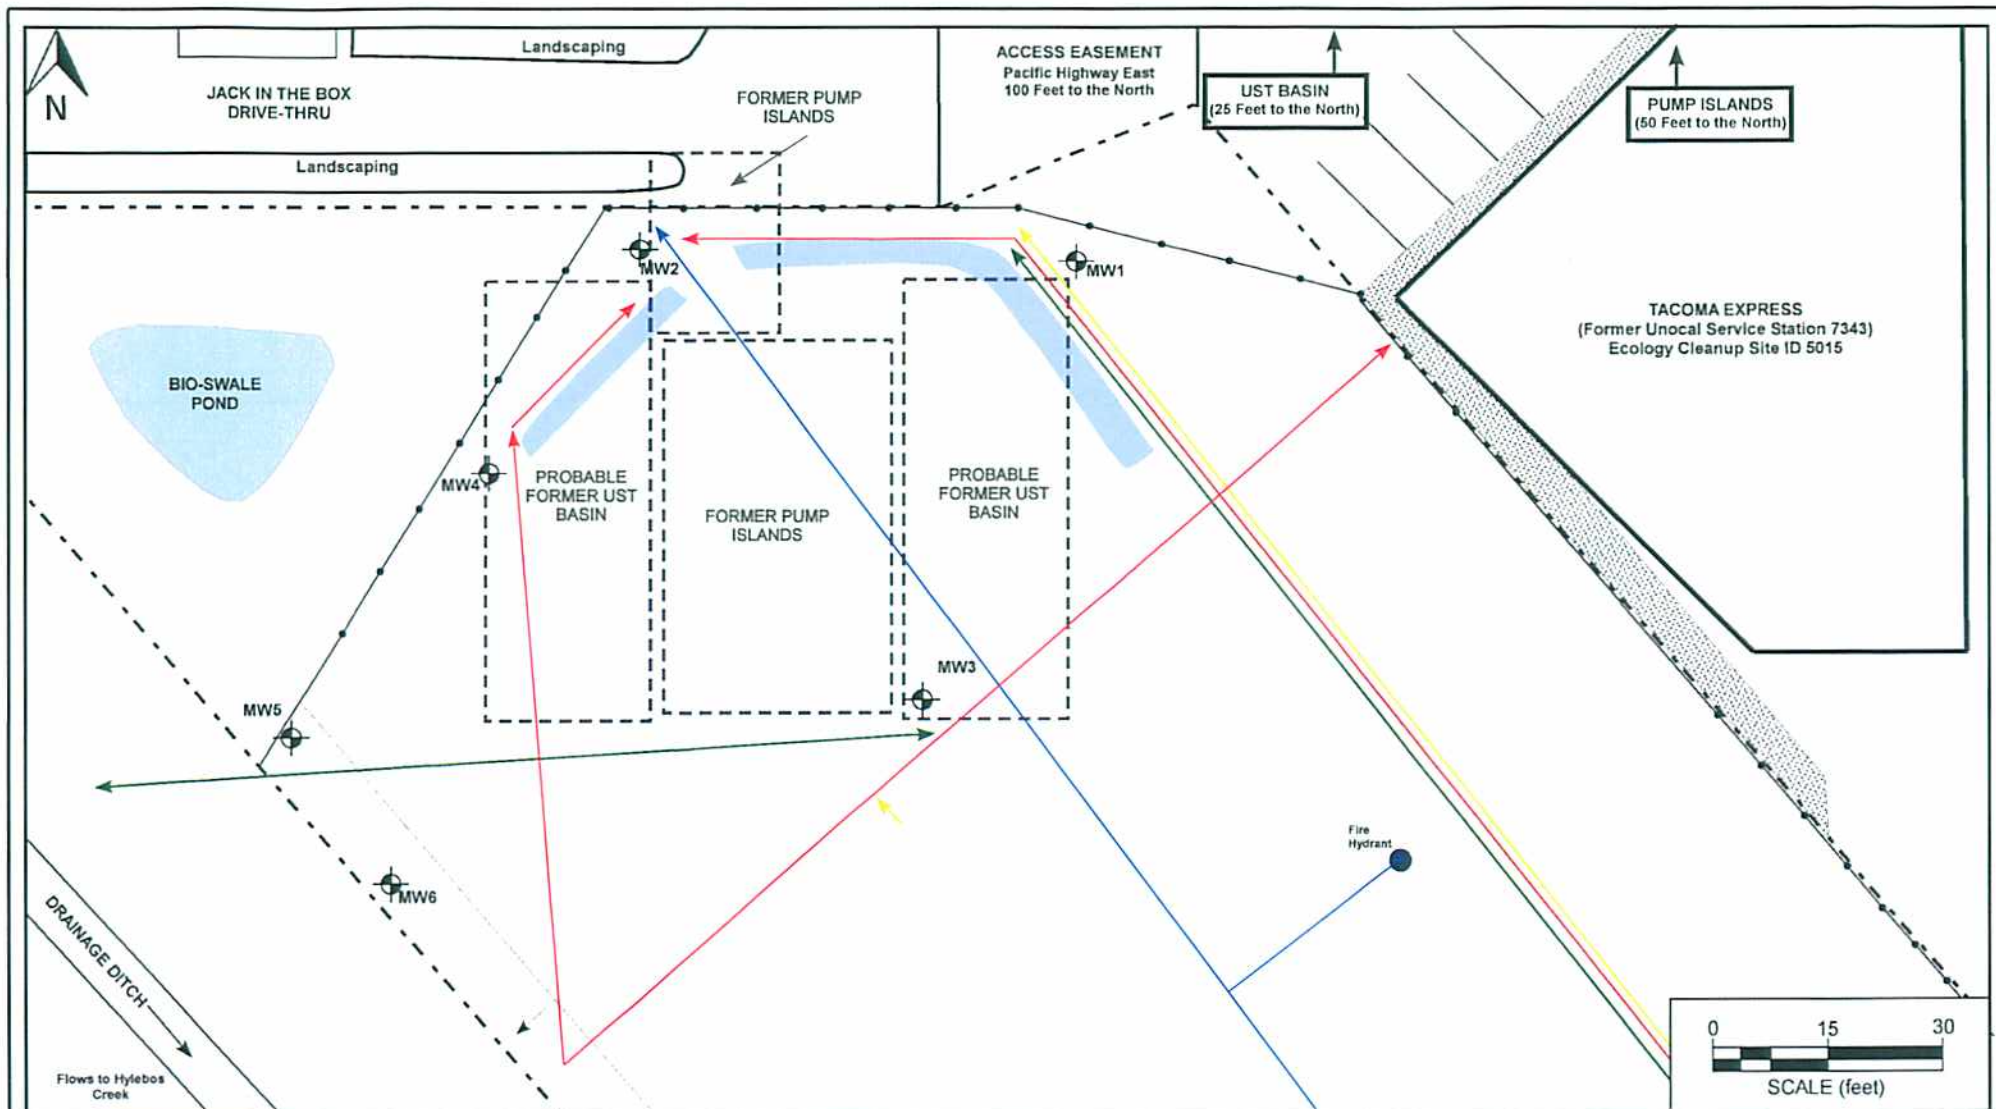 Landscaping
ACCESS EASEMENT
Pacific Highway East
100 Feet to the North
JACK IN THE BOX
DRIVE-THRU
FORMER PUMP
ISLANDS
UST BASIN
(25 Feet to the North)
PUMP ISLANDS
(50 Feet to the North)
N
Landscaping
MW2
MW1
TACOMA EXPRESS
(Former Unocal Service Station 7343)
Ecology Cleanup Site ID 5015
BIO-SWALE
POND
MW4
PROBABLE
FORMER UST
BASIN
FORMER PUMP
ISLANDS
PROBABLE
FORMER UST
BASIN
MW3
MW5
Fire
Hydrant
MW6
DRAINAGE DITCH
Flows to Hylebos
Creek
0 15 30
SCALE (feet)